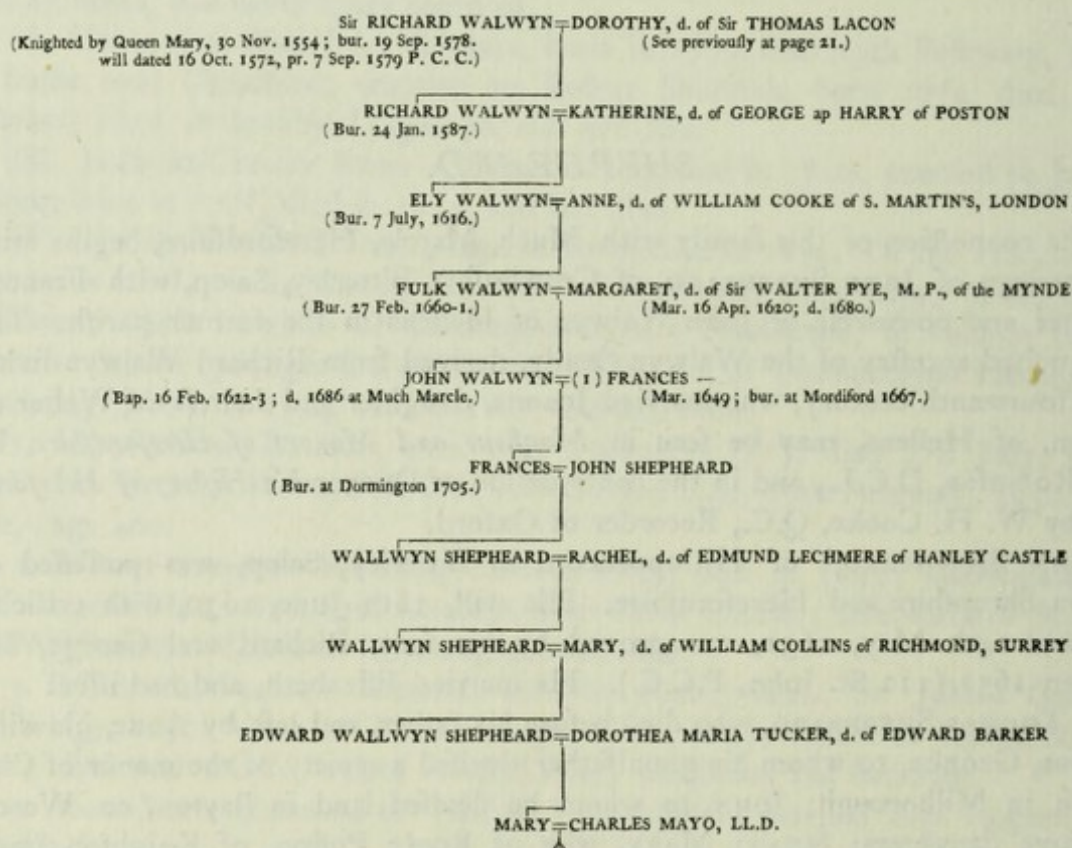 Sir RICHARD WALWYN=DOROTHY, d. of Sir THOMAS LACON
(Knighted by Queen Mary, 30 Nov. 1554; bur. 19 Sep. 1578. (See previously at page 21.)
will dated 16 Oct. 1572, pr. 7 Sep. 1579 P. C. C.)
RICHARD WALWYN=KATHERINE, d. of GEORGE ap HARRY of POSTON
(Bur. 24 Jan. 1587.)
ELY WALWYN=ANNE, d. of WILLIAM COOKE of S. MARTIN'S, LONDON
(Bur. 7 July, 1616.)
FULK WALWYN=MARGARET, d. of Sir WALTER PYE, M. P., of the MYNDE
(Bur. 27 Feb. 1660-1.) (Mar. 16 Apr. 1620; d. 1680.)
JOHN WALWYN=(1) FRANCES —
(Bap. 16 Feb. 1622-3; d. 1686 at Much Marcle.) (Mar. 1649; bur. at Mordiford 1667.)
FRANCES=JOHN SHEPHEARD
(Bur. at Dormington 1705.)
WALLWYN SHEPHEARD=RACHEL, d. of EDMUND LECHMERE of HANLEY CASTLE
WALLWYN SHEPHEARD=MARY, d. of WILLIAM COLLINS of RICHMOND, SURREY
EDWARD WALLWYN SHEPHEARD=DOROTHEA MARIA TUCKER, d. of EDWARD BARKER
MARY=CHARLES MAYO, LL.D.